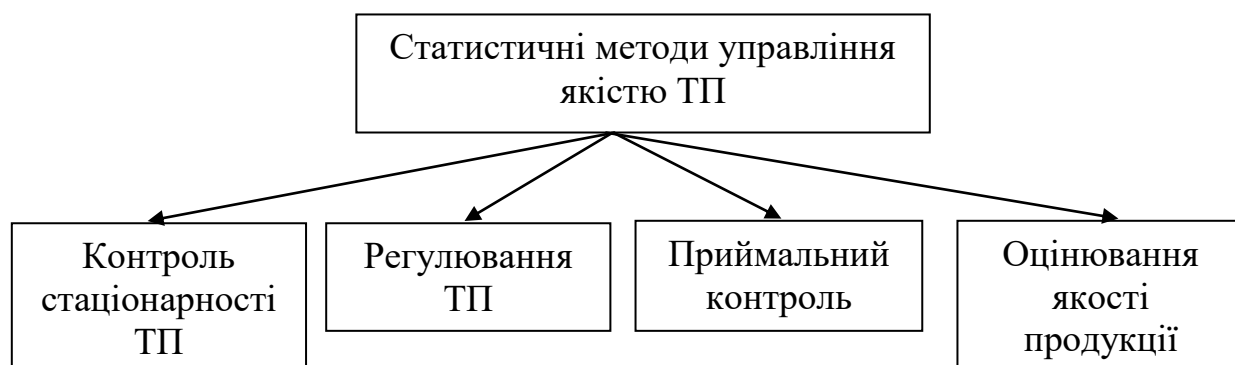 Статистичні методи управління
якістю ТП
Контроль
стаціонарності
ТП
Регулювання
ТП
Приймальний
контроль
Оцінювання
якості
продукції